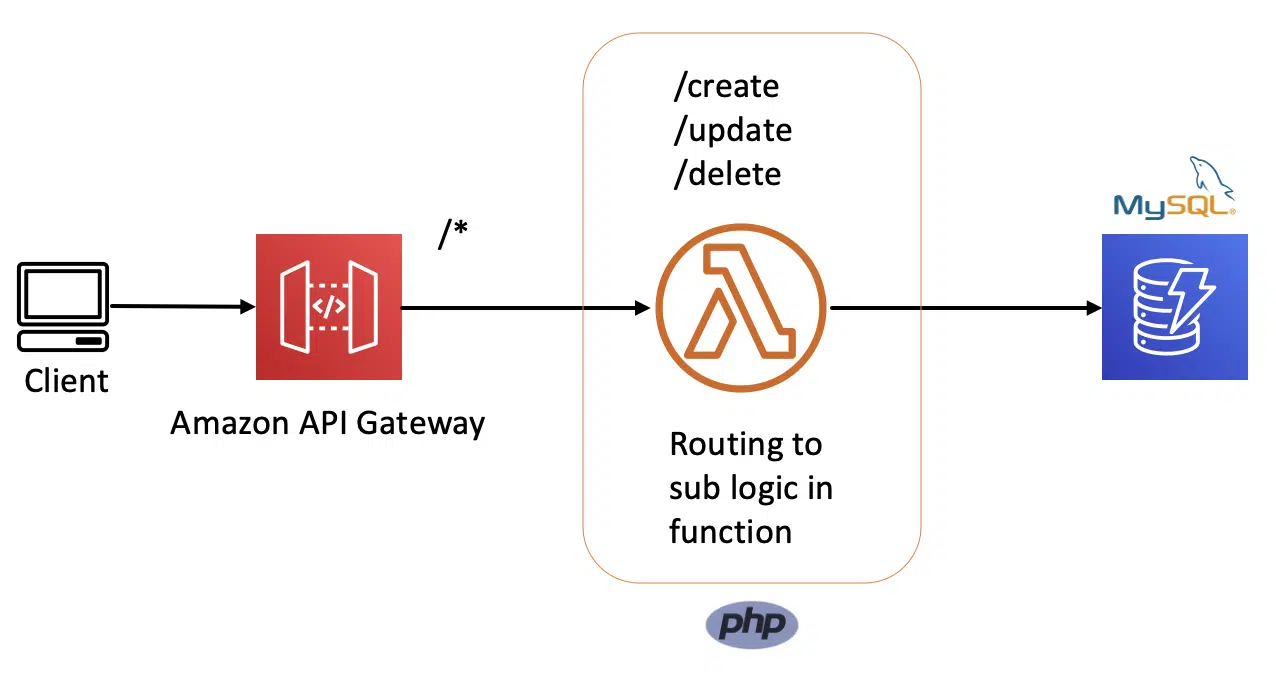 /create
/update
/delete
/*
MySQL®
</>
Client
Amazon API Gateway
Routing to
sub logic in
function
php